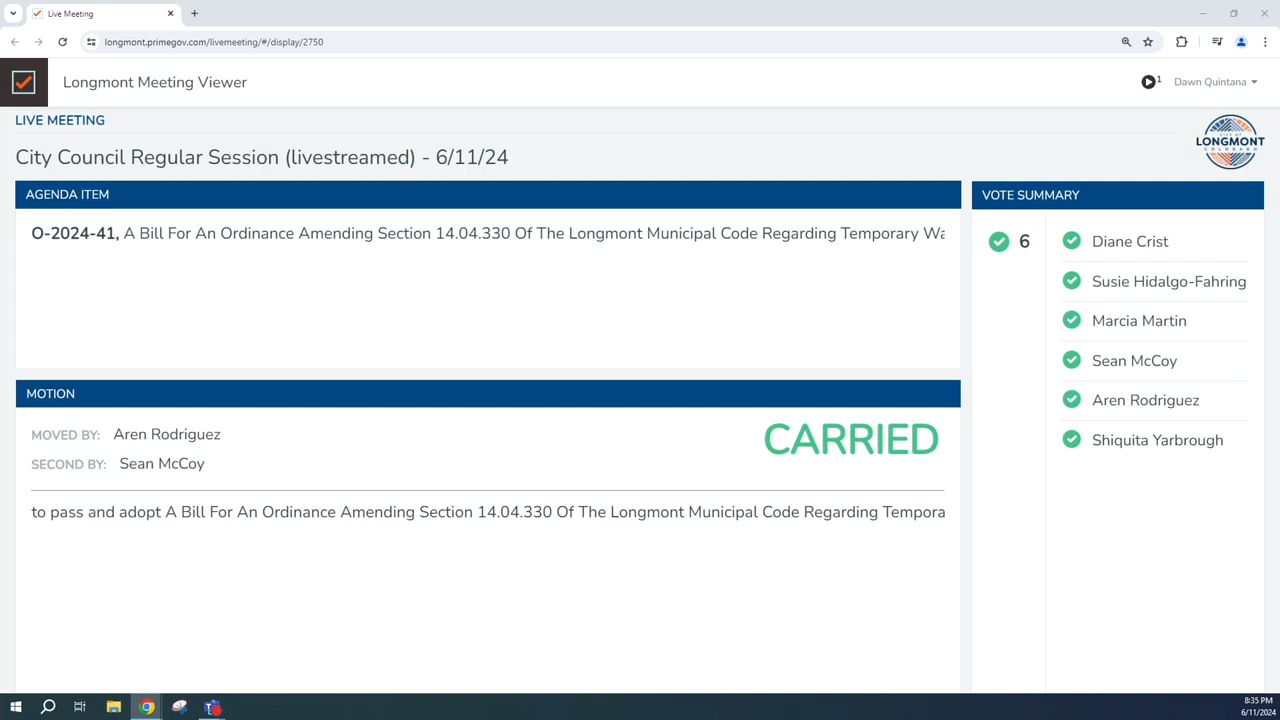 Live Meeting
longmont.primegov.com/livemeeting/#/display/2750
Longmont Meeting Viewer
1
Dawn Quintana
LIVE MEETING
CITY OF
LONGMONT
COLORADO
City Council Regular Session (livestreamed) - 6/11/24
AGENDA ITEM
O-2024-41, A Bill For An Ordinance Amending Section 14.04.330 Of The Longmont Municipal Code Regarding Temporary Wa
MOTION
MOVED BY: Aren Rodriguez
CARRIED
SECOND BY: Sean McCoy
to pass and adopt A Bill For An Ordinance Amending Section 14.04.330 Of The Longmont Municipal Code Regarding Tempora
VOTE SUMMARY
6
Diane Crist
Susie Hidalgo-Fahring
Marcia Martin
Sean McCoy
Aren Rodriguez
Shiquita Yarbrough
8:35 PM
6/11/2024